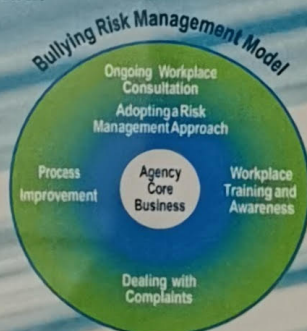 Bullying Risk Management Model
Ongoing Workplace
Consultation
Adopting a Risk
Management Approach
Process
Improvement
Agency
Core
Business
Workplace
Training and
Awareness
Dealing with
Complaints